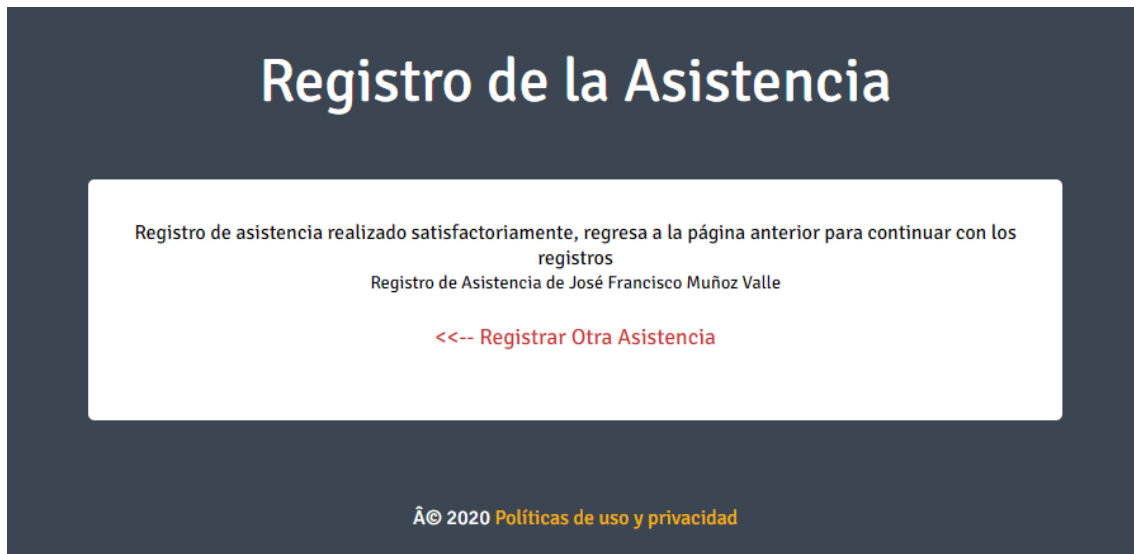 Registro de la Asistencia
Registro de asistencia realizado satisfactoriamente, regresa a la página anterior para continuar con los
registros
Registro de Asistencia de José Francisco Muñoz Valle
<<-- Registrar Otra Asistencia
Â© 2020 Políticas de uso y privacidad